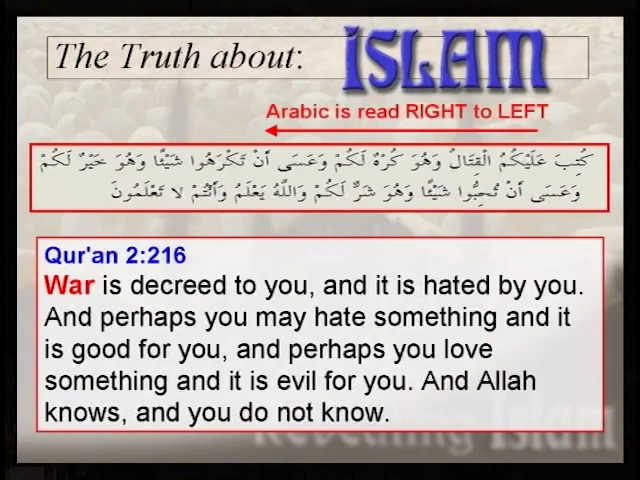 The Truth about: ISLAM
Arabic is read RIGHT to LEFT
كُتِبَ عَلَيْكُمُ الْقِتَالُ وَهُوَ كُرْهٌ لَكُمْ وَعَسَى أَنْ تَكْرَهُوا شَيْئًا وَهُوَ خَيْرٌ لَكُمْ
وَعَسَى أَنْ تُحِبُّوا شَيْئًا وَهُوَ شَرٌّ لَكُمْ وَاللَّهُ يَعْلَمُ وَأَنْتُمْ لا تَعْلَمُونَ
Qur'an 2:216
War is decreed to you, and it is hated by you.
And perhaps you may hate something and it
is good for you, and perhaps you love
something and it is evil for you. And Allah
knows, and you do not know.
Revealing Islam